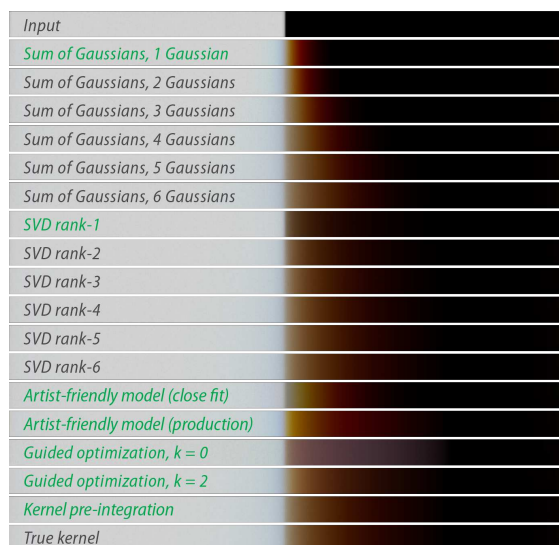 Input
Sum of Gaussians, 1 Gaussian
Sum of Gaussians, 2 Gaussians
Sum of Gaussians, 3 Gaussians
Sum of Gaussians, 4 Gaussians
Sum of Gaussians, 5 Gaussians
Sum of Gaussians, 6 Gaussians
SVD rank-1
SVD rank-2
SVD rank-3
SVD rank-4
SVD rank-5
SVD rank-6
Artist-friendly model (close fit)
Artist-friendly model (production)
Guided optimization, k = 0
Guided optimization, k = 2
Kernel pre-integration
True kernel